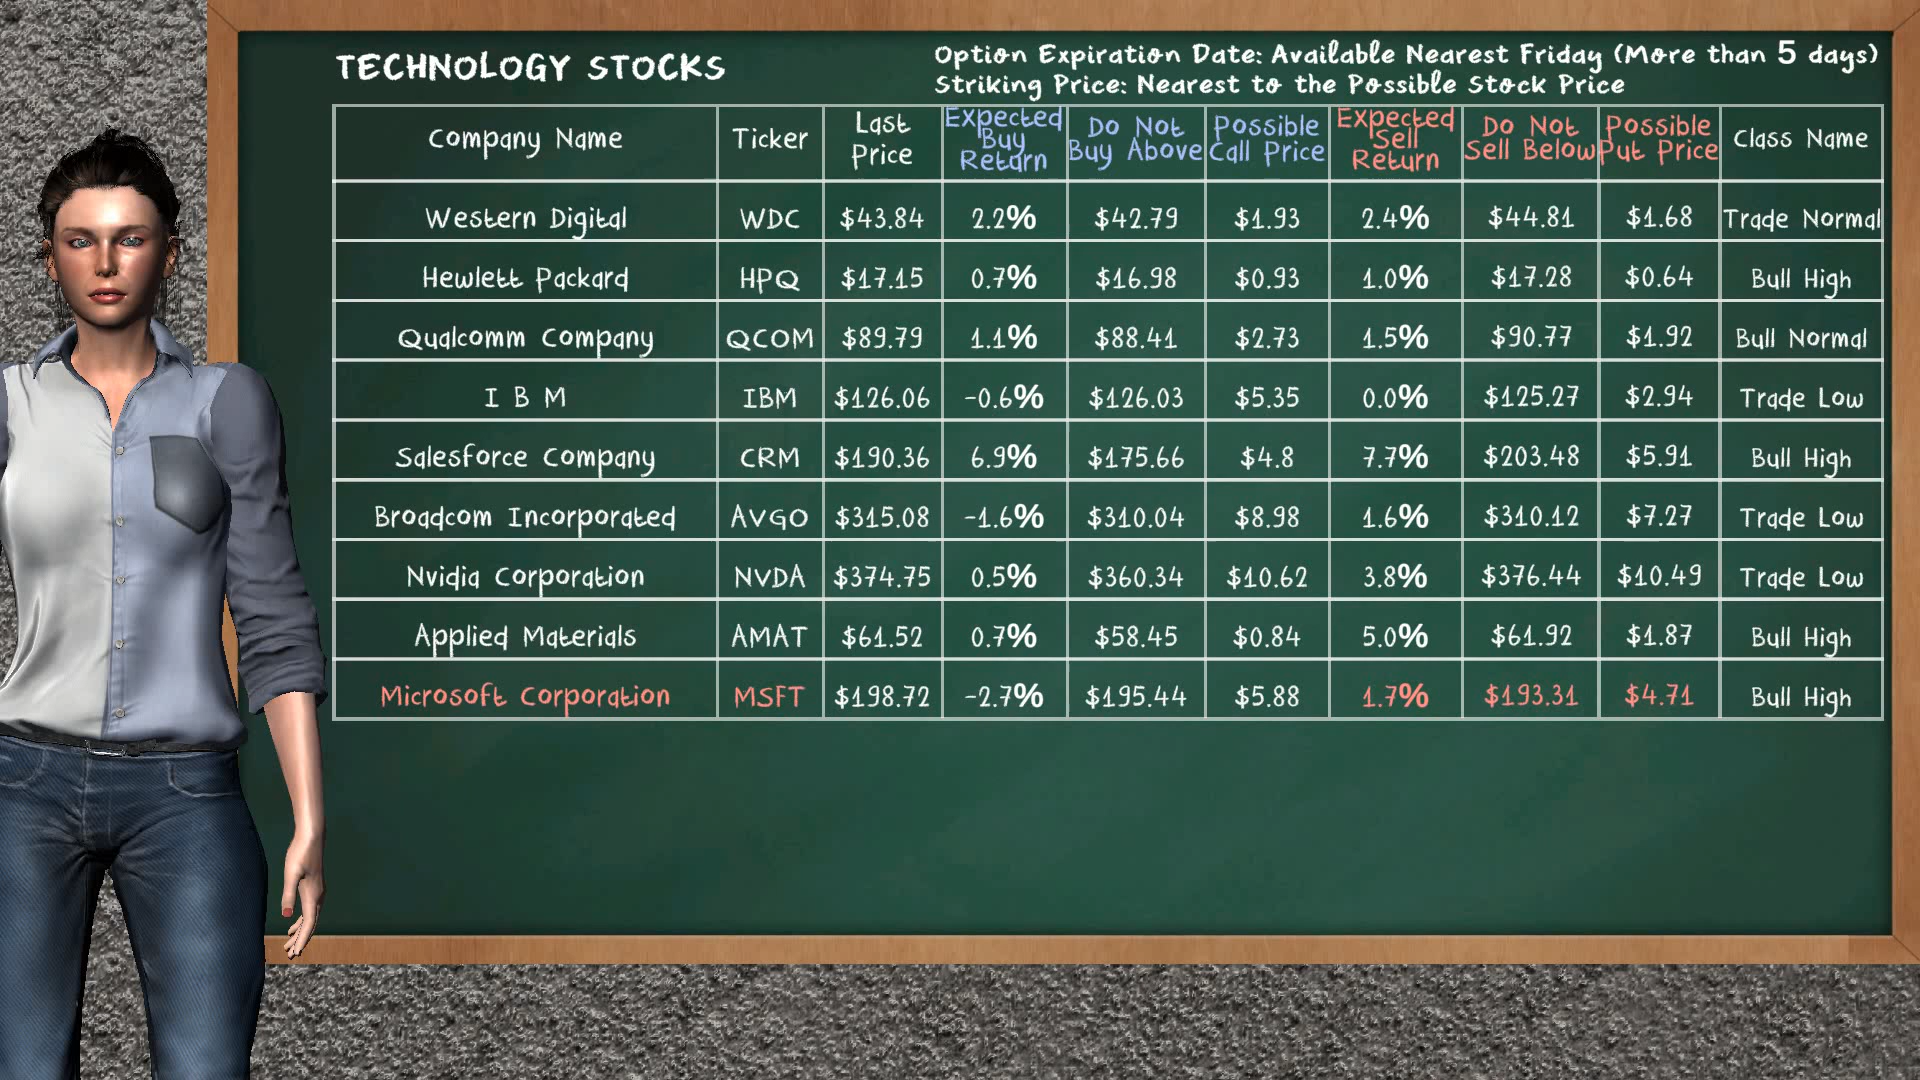 TECHNOLOGY STOCKS
Option Expiration Date: Available Nearest Friday (More than 5 days)
Striking Price: Nearest to the Possible Stock Price
Company Name Ticker Last Price Expected Buy Return Do Not Buy Above Possible Call Price Expected Sell Return Do Not Sell Below Possible Put Price Class Name
Western Digital WDC $43.84 2.2% $42.79 $1.93 2.4% $44.81 $1.68 Trade Normal
Hewlett Packard HPQ $17.15 0.7% $16.98 $0.93 1.0% $17.28 $0.64 Bull High
Qualcomm Company QCOM $89.79 1.1% $88.41 $2.73 1.5% $90.77 $1.92 Bull Normal
I B M IBM $126.06 -0.6% $126.03 $5.35 0.0% $125.27 $2.94 Trade Low
Salesforce Company CRM $190.36 6.9% $175.66 $4.8 7.7% $203.48 $5.91 Bull High
Broadcom Incorporated AVGO $315.08 -1.6% $310.04 $8.98 1.6% $310.12 $7.27 Trade Low
Nvidia Corporation NVDA $374.75 0.5% $360.34 $10.62 3.8% $376.44 $10.49 Trade Low
Applied Materials AMAT $61.52 0.7% $58.45 $0.84 5.0% $61.92 $1.87 Bull High
Microsoft Corporation MSFT $198.72 -2.7% $195.44 $5.88 1.7% $193.31 $4.71 Bull High